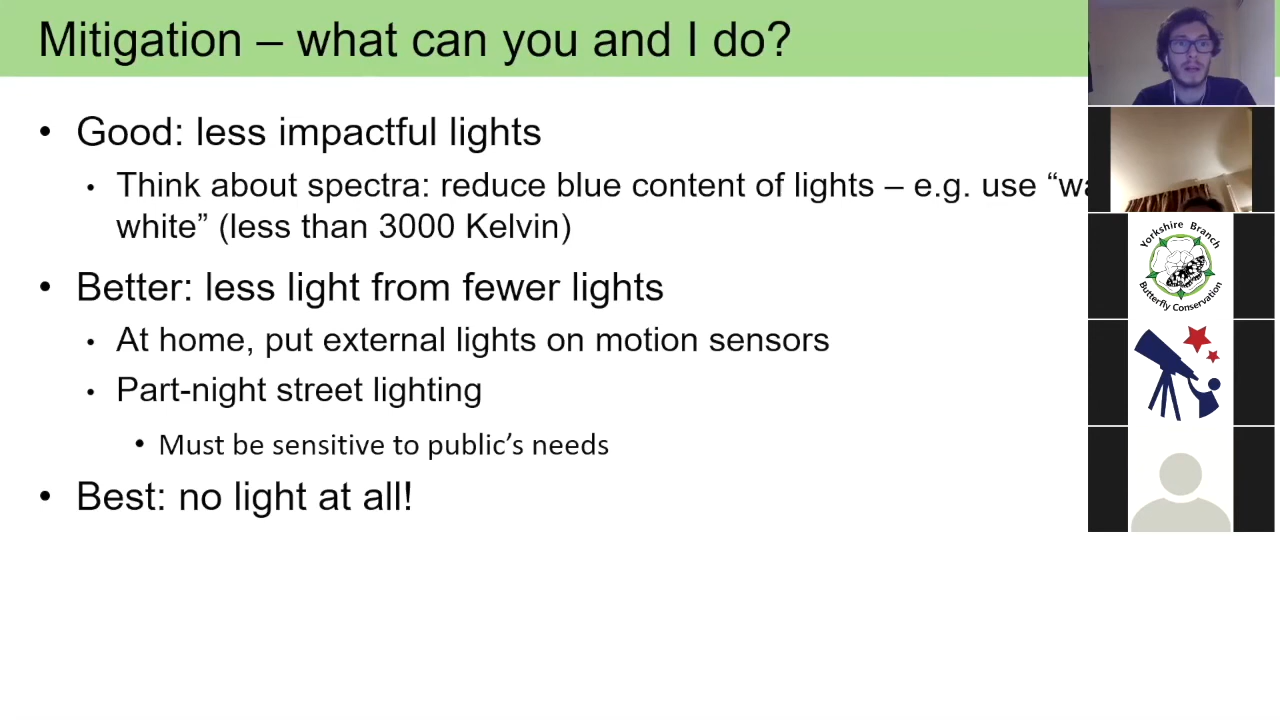 Mitigation – what can you and I do?
• Good: less impactful lights
• Think about spectra: reduce blue content of lights – e.g. use “wa
white” (less than 3000 Kelvin)
• Better: less light from fewer lights
• At home, put external lights on motion sensors
• Part-night street lighting
• Must be sensitive to public’s needs
• Best: no light at all!
Yorkshire Branch
Butterfly Conservation